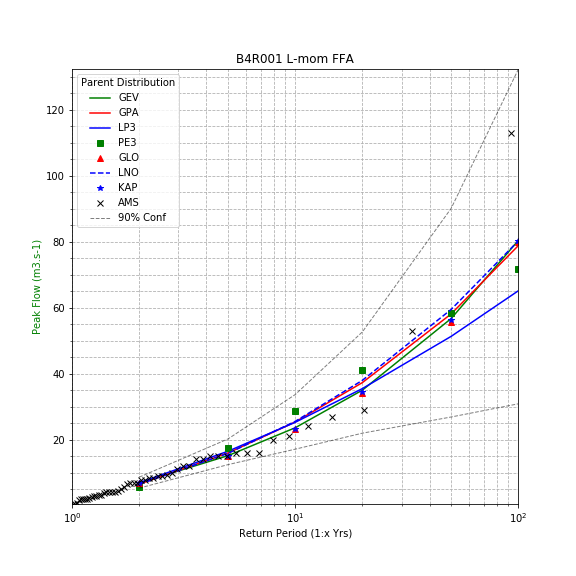 B4R001 L-mom FFA
Parent Distribution
GEV
GPA
LP3
PE3
GLO
LNO
KAP
AMS
90% Conf
120
100
80
60
40
20
Peak Flow (m3.s-1)
10⁰
10¹
10²
Return Period (1:x Yrs)